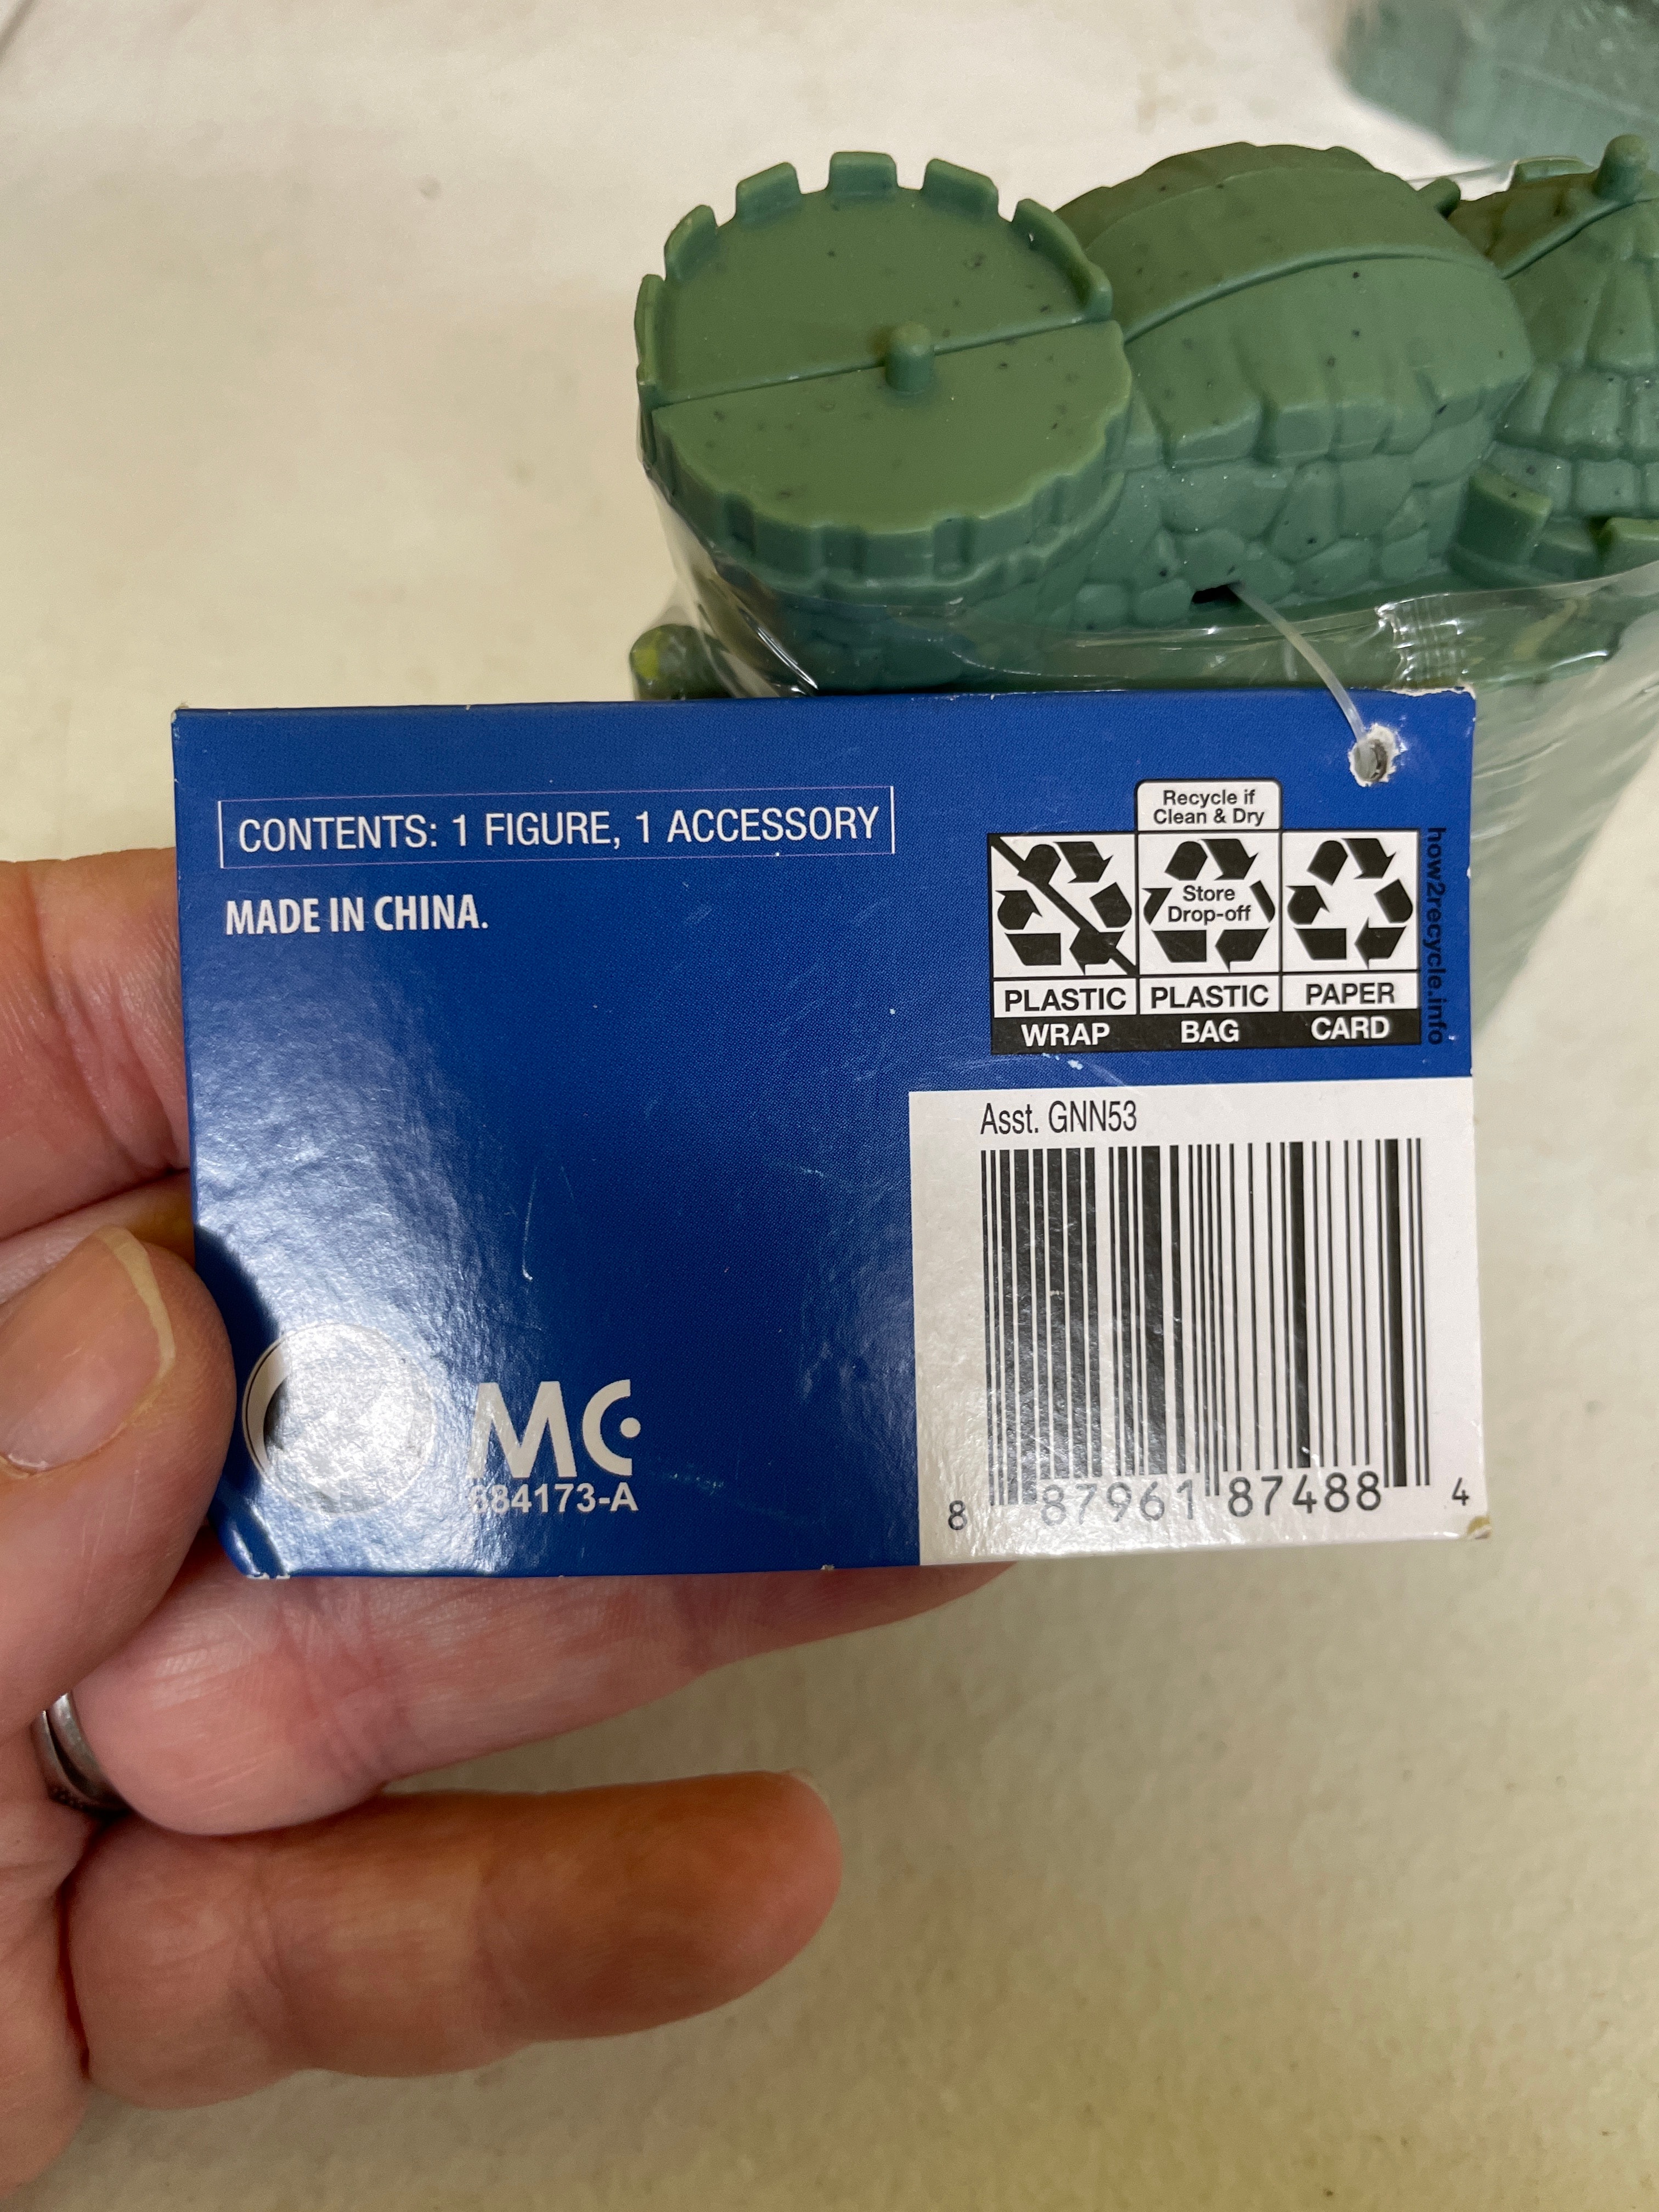 CONTENTS: 1 FIGURE, 1 ACCESSORY
MADE IN CHINA.
Recycle if
Clean & Dry
Store
Drop-off
PLASTIC
WRAP
PLASTIC
BAG
PAPER
CARD
how2recycle.info
Asst. GNN53
8 87961 87488 4
MC
684173-A